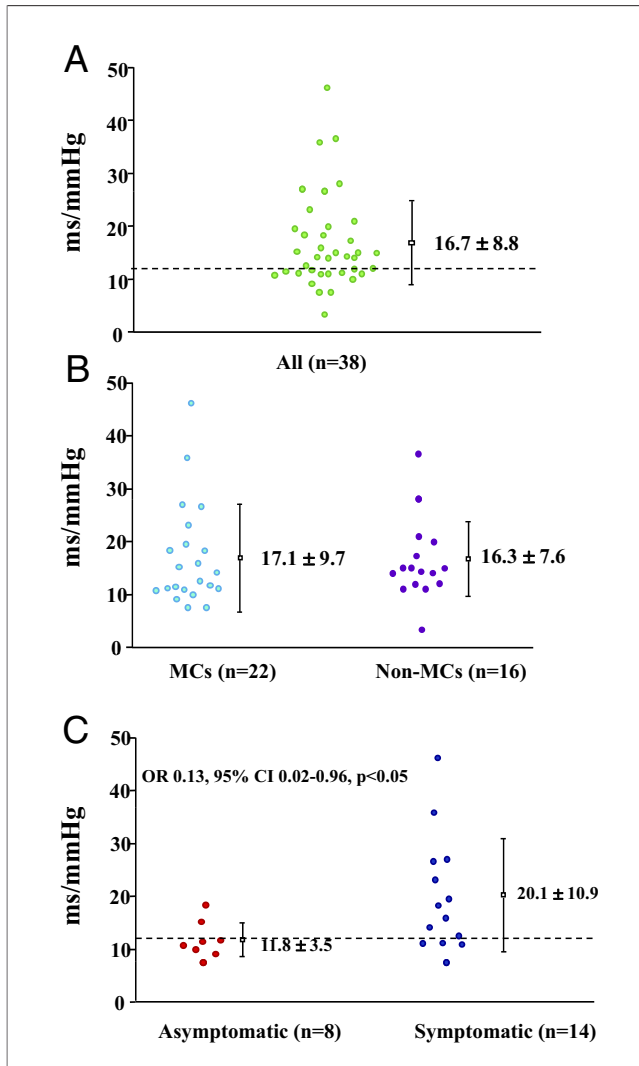 A
ms/mmHg
50
40
30
20
10
0
16.7 ± 8.8
All (n=38)
B
ms/mmHg
50
40
30
20
10
0
17.1 ± 9.7
16.3 ± 7.6
MCs (n=22)
Non-MCs (n=16)
C
ms/mmHg
50
40
30
20
10
0
OR 0.13, 95% CI 0.02-0.96, p<0.05
11.8 ± 3.5
20.1 ± 10.9
Asymptomatic (n=8)
Symptomatic (n=14)